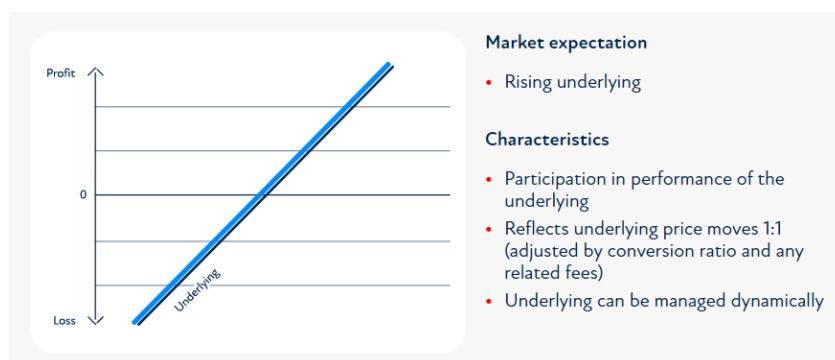 Profit
0
Loss
Underlying
Market expectation
• Rising underlying
Characteristics
• Participation in performance of the
underlying
• Reflects underlying price moves 1:1
(adjusted by conversion ratio and any
related fees)
• Underlying can be managed dynamically